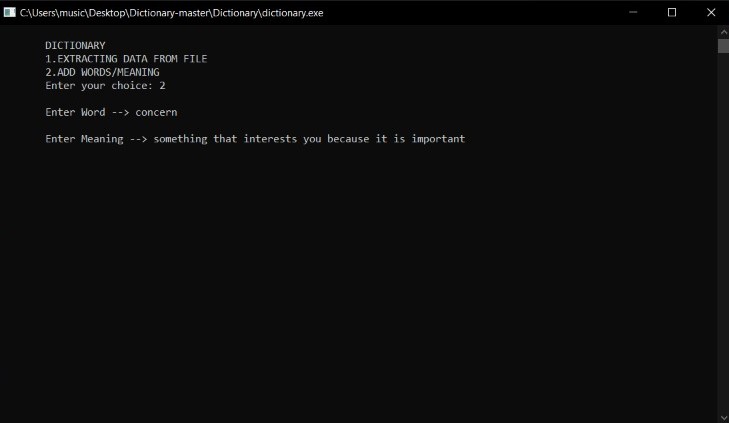 C:\Users\music\Desktop\Dictionary-master\Dictionary\dictionary.exe
DICTIONARY
1.EXTRACTING DATA FROM FILE
2.ADD WORDS/MEANING
Enter your choice: 2
Enter Word --> concern
Enter Meaning --> something that interests you because it is important